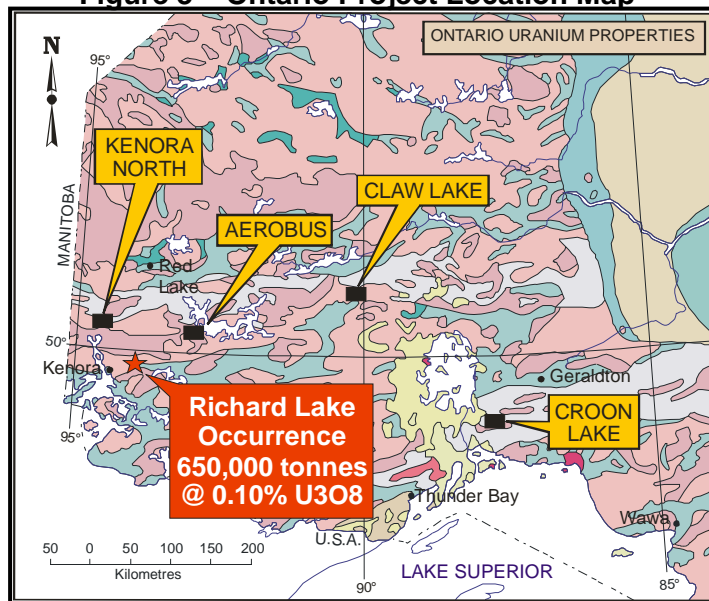 ONTARIO URANIUM PROPERTIES
N
95°
KENORA
NORTH
CLAW LAKE
MANITOBA
AEROBUS
Red
Lake
50°
Kenora
Geraldton
Richard Lake
Occurrence
650,000 tonnes
@ 0.10% U3O8
CROON
LAKE
95°
Thunder Bay
Wawa
U.S.A.
50 0 50 100 150 200
Kilometres
90°
LAKE SUPERIOR
85°